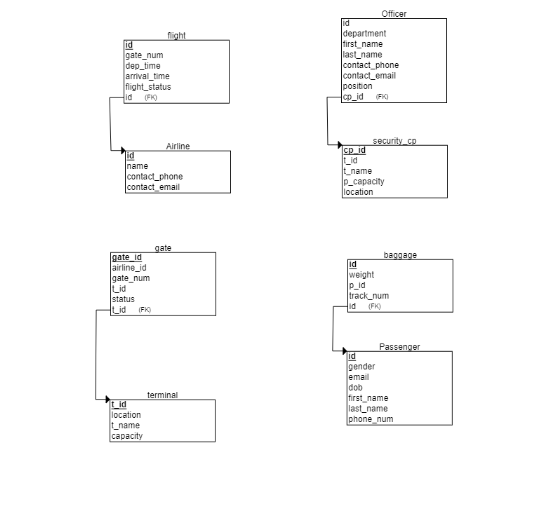 flight
id
gate_num
dep_time
arrival_time
flight_status
id (FK)
Airline
id
name
contact_phone
contact_email
Officer
id
department
first_name
last_name
contact_phone
contact_email
position
cp_id (FK)
security_cp
cp_id
t_id
t_name
p_capacity
location
gate
gate_id
airline_id
gate_num
t_id
status
t_id (FK)
terminal
t_id
location
t_name
capacity
baggage
id
weight
p_id
track_num
id (FK)
Passenger
id
gender
email
dob
first_name
last_name
phone_num